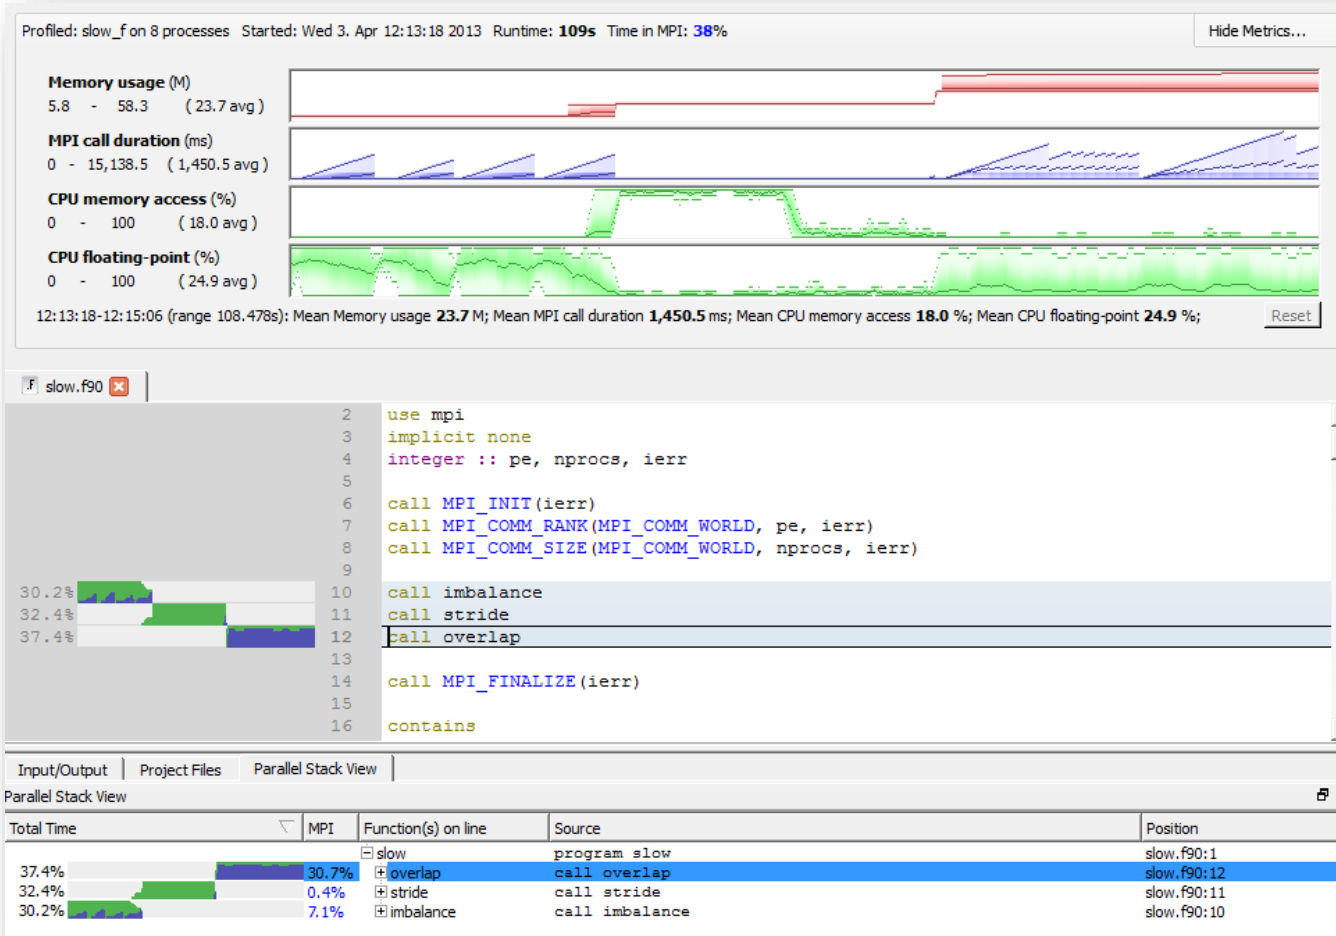 Profiled: slow_f on 8 processes Started: Wed 3. Apr 12:13:18 2013 Runtime: 109s Time in MPI: 38%
Hide Metrics...
Memory usage (M)
5.8 - 58.3 ( 23.7 avg )
MPI call duration (ms)
0 - 15,138.5 ( 1,450.5 avg )
CPU memory access (%)
0 - 100 ( 18.0 avg )
CPU floating-point (%)
0 - 100 ( 24.9 avg )
12:13:18-12:15:06 (range 108.478s): Mean Memory usage 23.7 M; Mean MPI call duration 1,450.5 ms; Mean CPU memory access 18.0 %; Mean CPU floating-point 24.9 %;
Reset
.F slow.f90
2 use mpi
3 implicit none
4 integer :: pe, nprocs, ierr
5
6 call MPI_INIT(ierr)
7 call MPI_COMM_RANK(MPI_COMM_WORLD, pe, ierr)
8 call MPI_COMM_SIZE(MPI_COMM_WORLD, nprocs, ierr)
9
30.2% 10 call imbalance
32.4% 11 call stride
37.4% 12 call overlap
13
14 call MPI_FINALIZE(ierr)
15
16 contains
Input/Output Project Files Parallel Stack View
Parallel Stack View
Total Time MPI Function(s) on line Source Position
slow program slow slow.f90:1
37.4% 30.7% overlap call overlap slow.f90:12
32.4% 0.4% stride call stride slow.f90:11
30.2% 7.1% imbalance call imbalance slow.f90:10